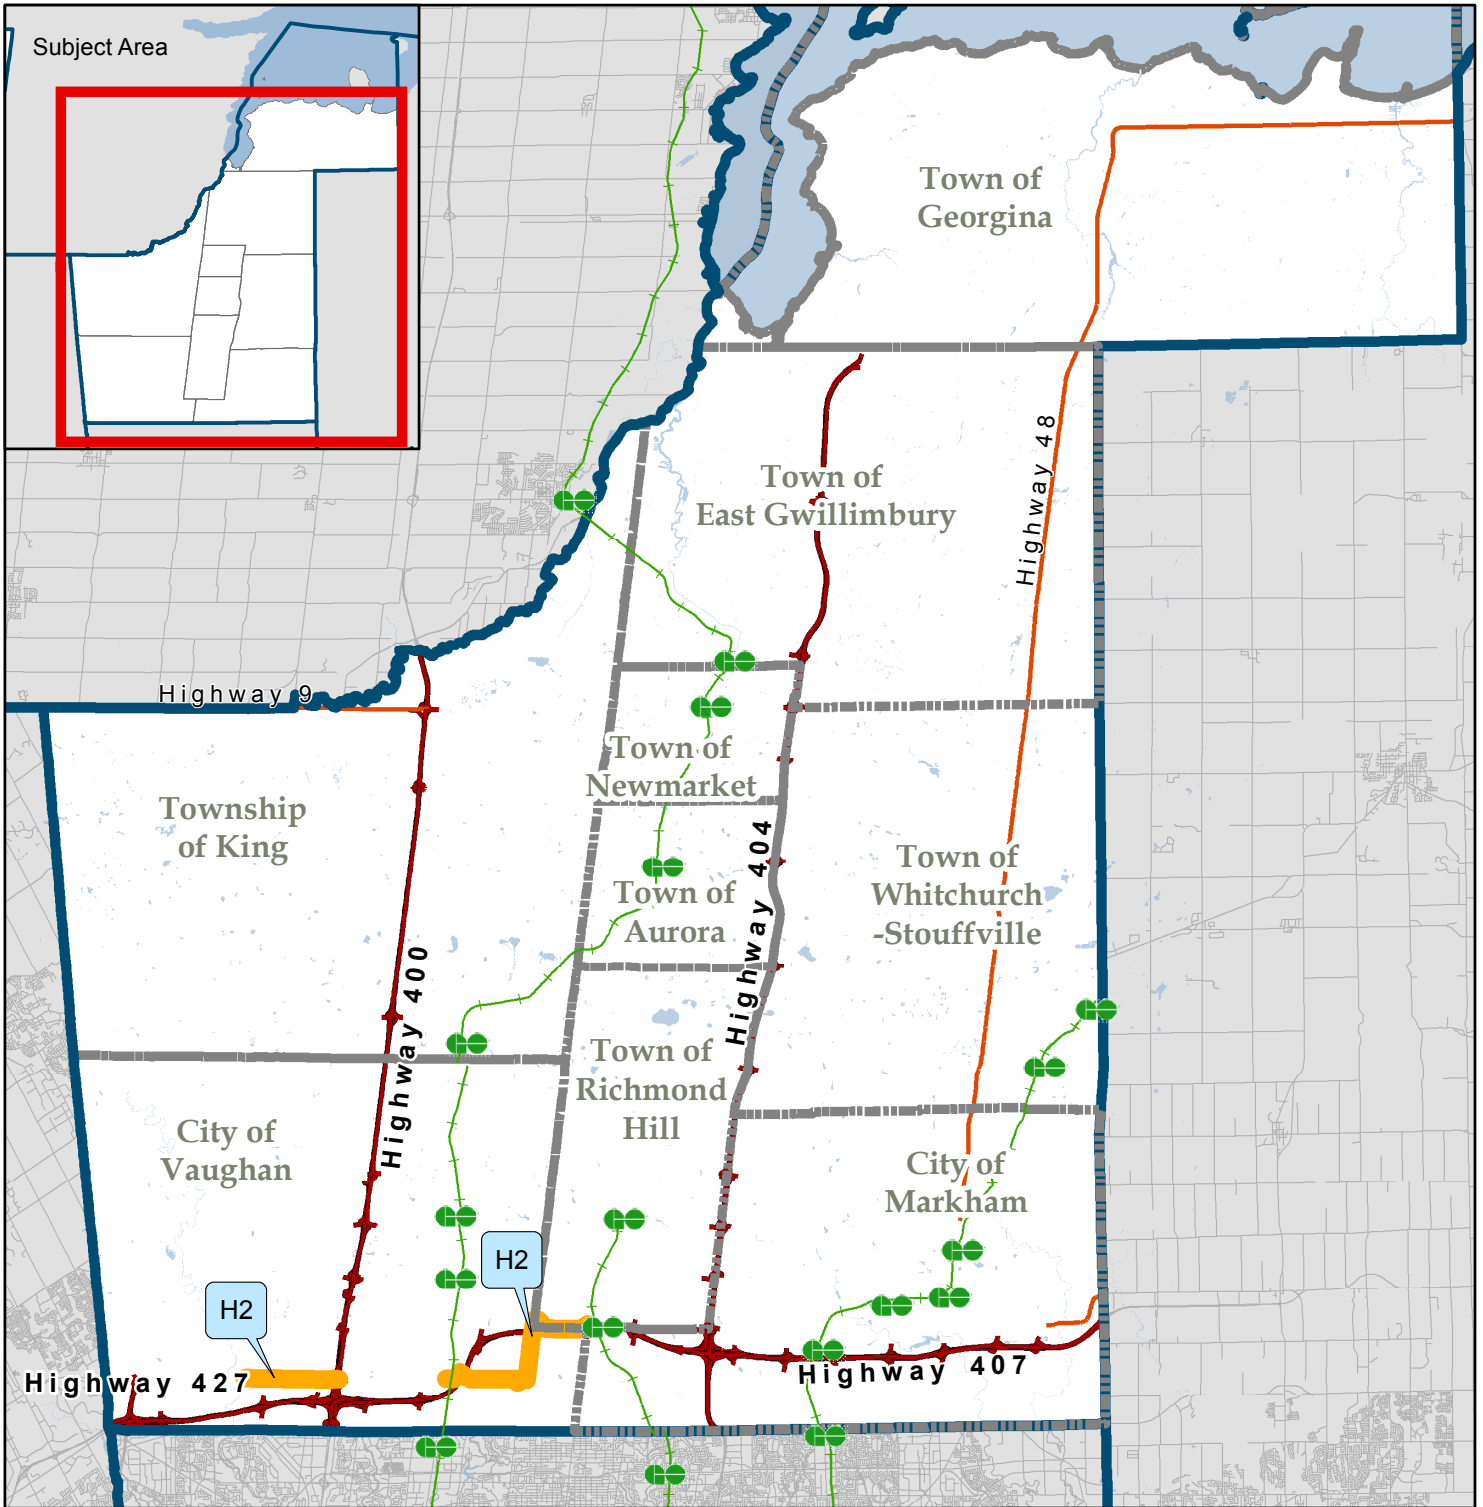 Subject Area
Town of
Georgina
Highway 48
Town of
East Gwillimbury
Highway 9
Town of
Newmarket
Township
of King
Highway 404
Town of
Whitchurch
-Stouffville
Town of
Aurora
Highway 400
Town of
Richmond
Hill
City of
Vaughan
City of
Markham
H2
H2
Highway 427
Highway 407